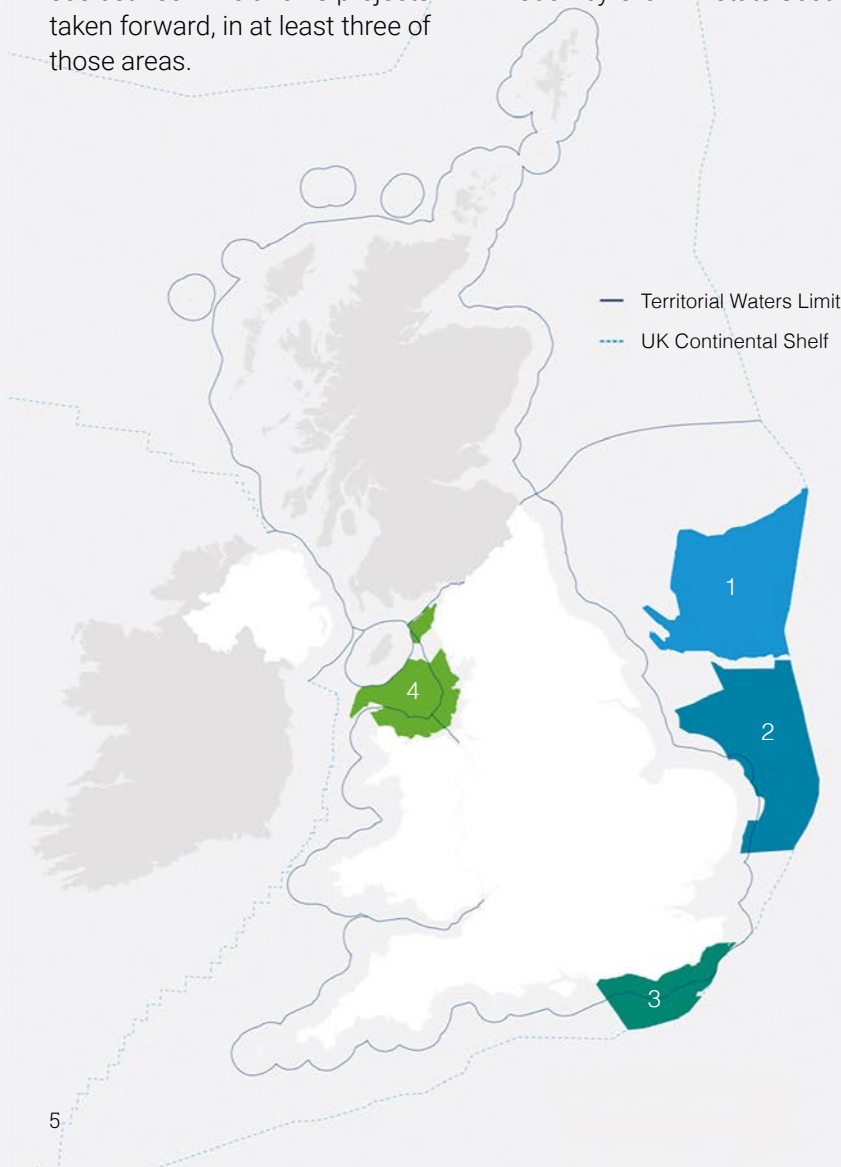 taken forward, in at least three of
those areas.
Territorial Waters Limit
UK Continental Shelf
1
2
4
3
5